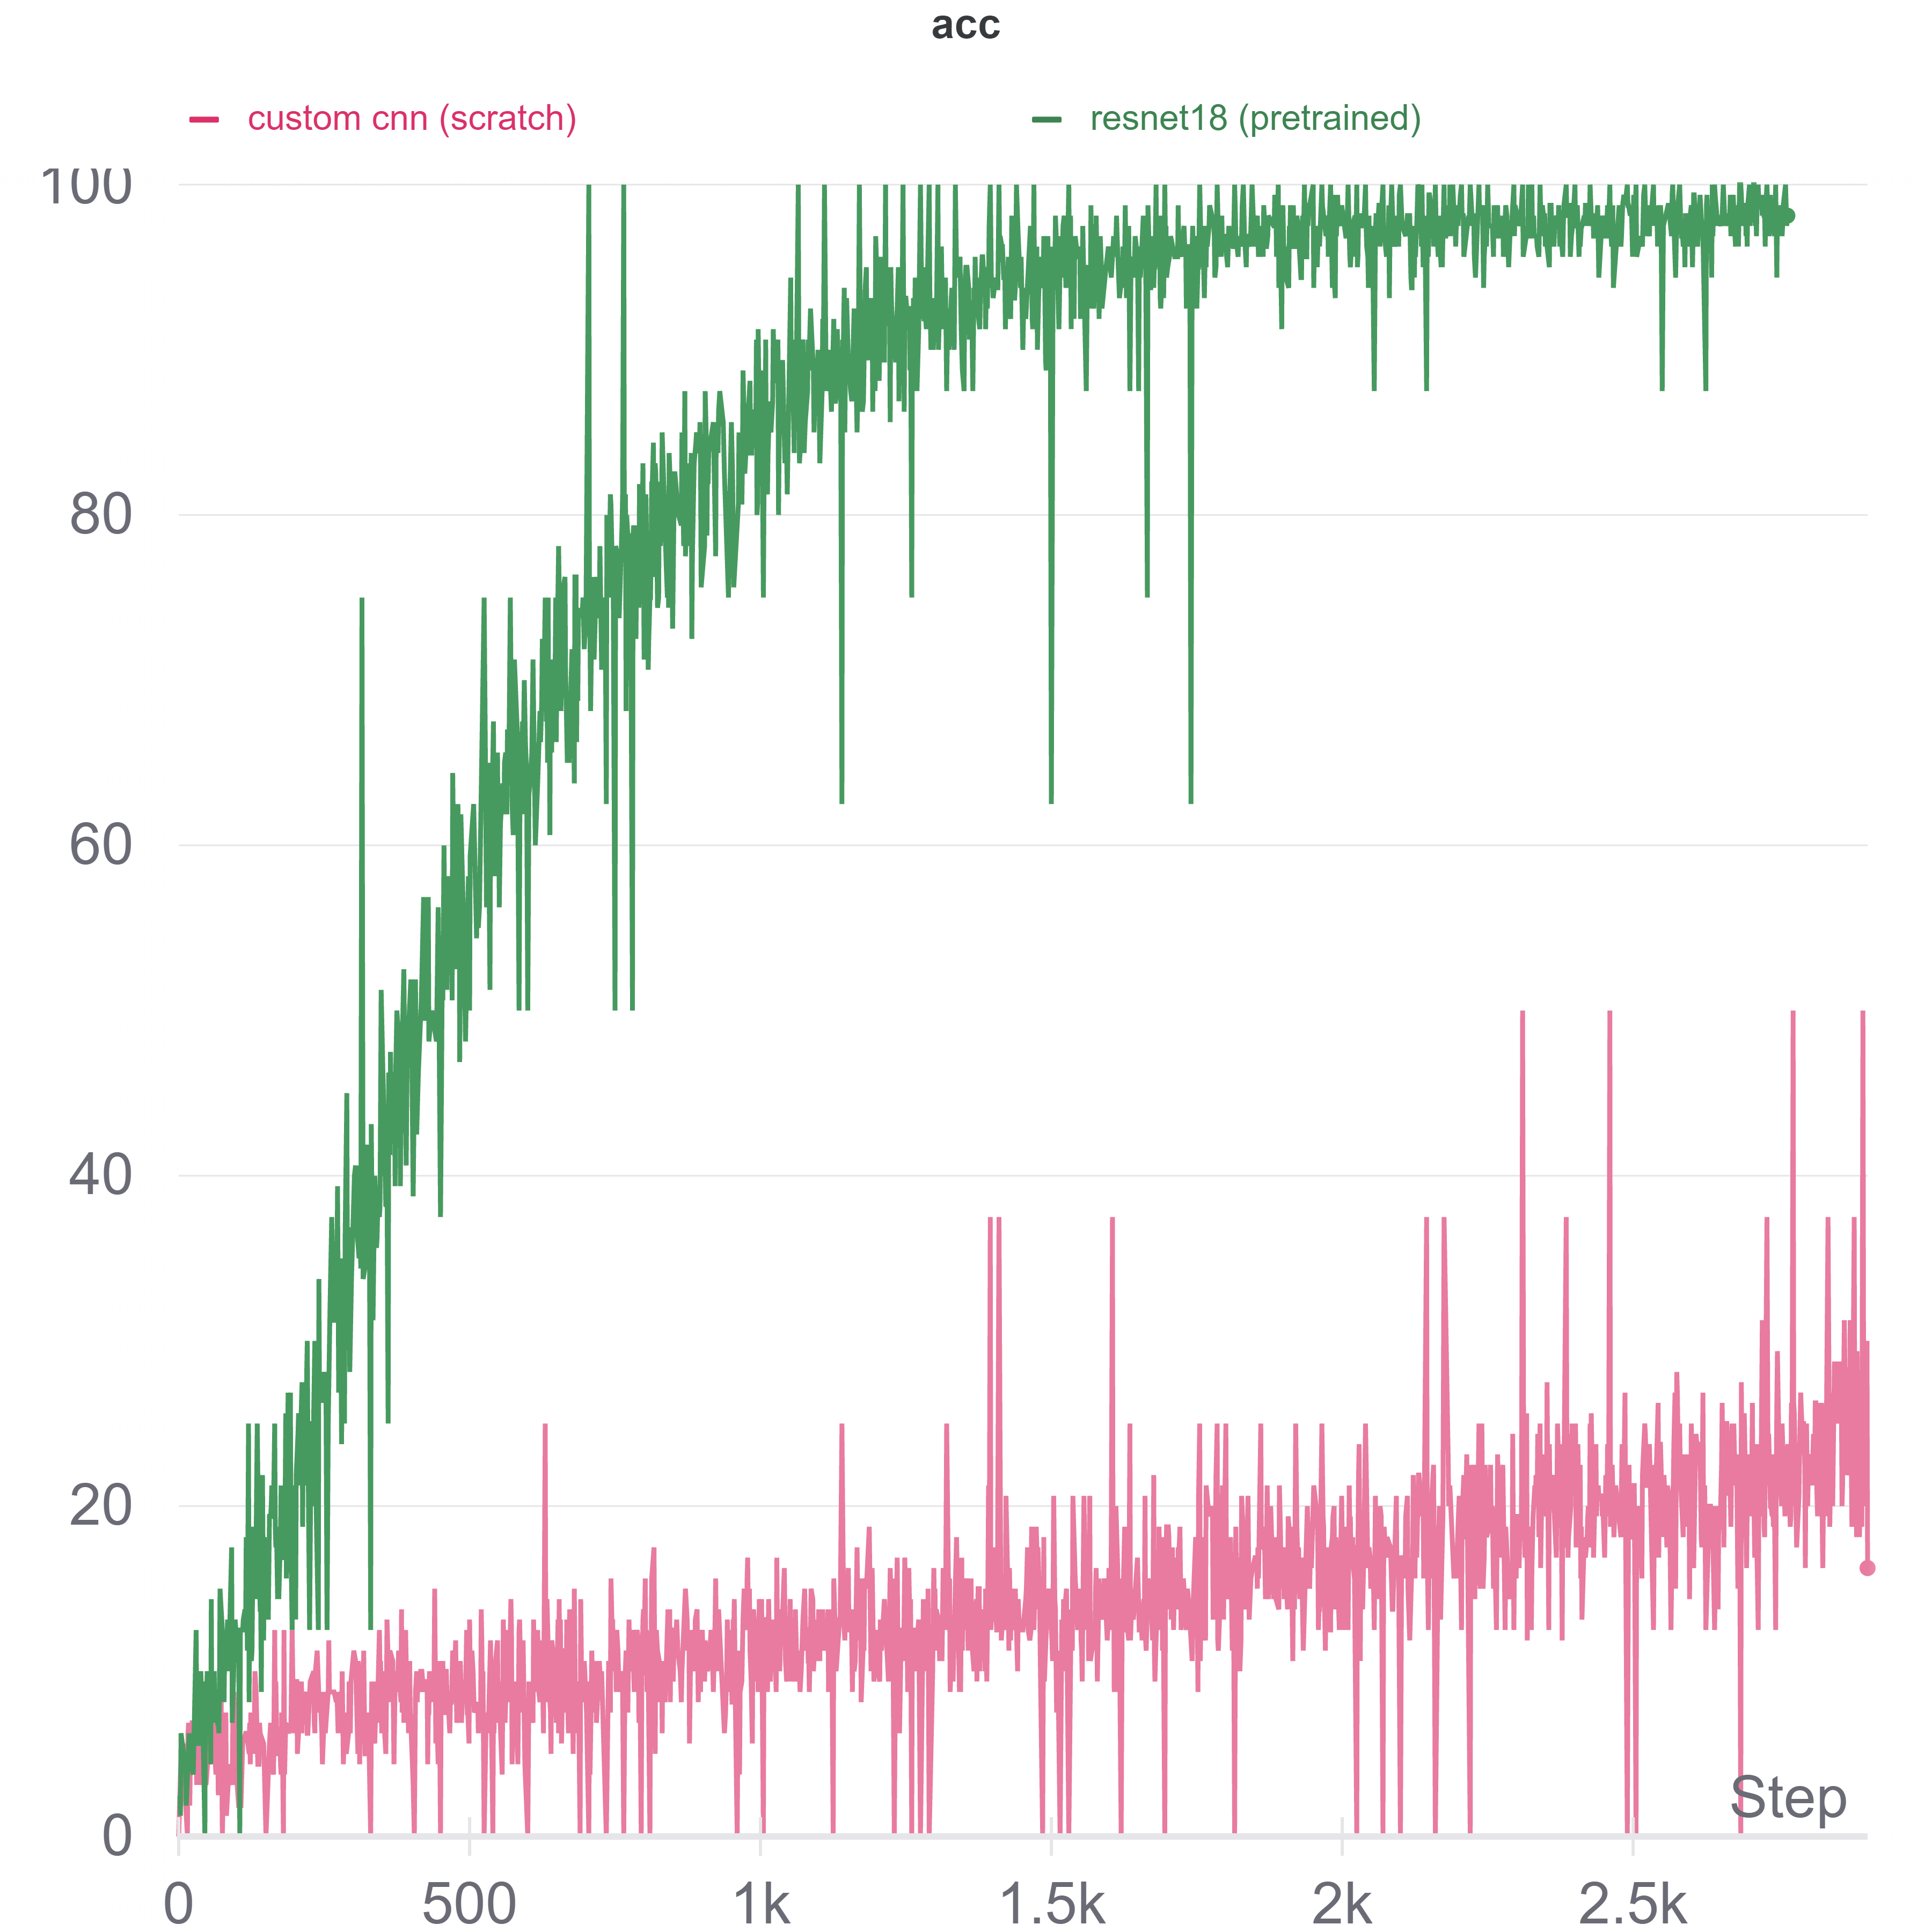 acc
custom cnn (scratch)
resnet18 (pretrained)
100
80
60
40
20
0
Step
0
500
1k
1.5k
2k
2.5k